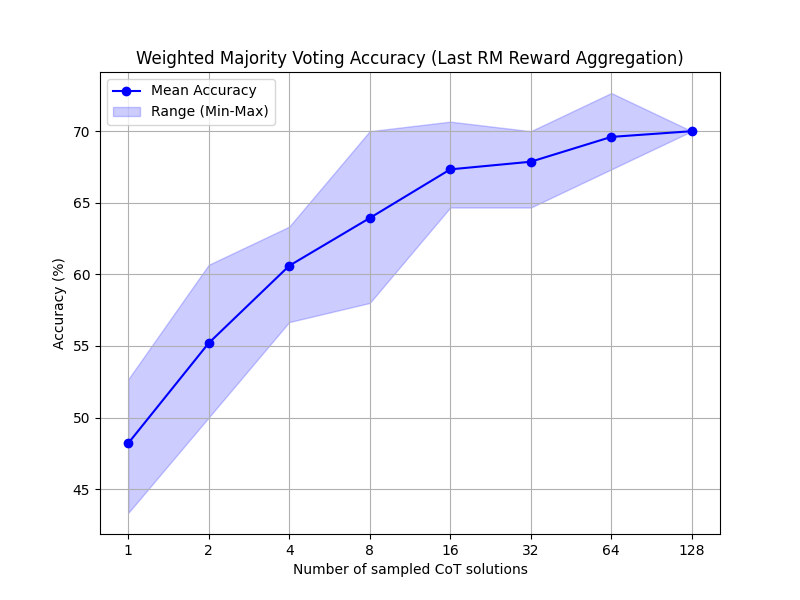 Weighted Majority Voting Accuracy (Last RM Reward Aggregation)
Mean Accuracy
Range (Min-Max)
Accuracy (%)
70
65
60
55
50
45
1 2 4 8 16 32 64 128
Number of sampled CoT solutions